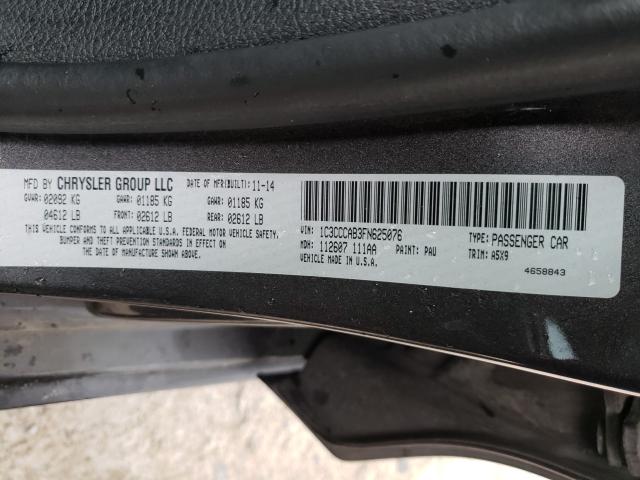 MFD BY CHRYSLER GROUP LLC DATE OF MFR(BUILT): 11-14
GVWR: 02092 KG GAWR: 01185 KG GAWR: 01185 KG
04612 LB FRONT: 02612 LB REAR: 02612 LB
THIS VEHICLE CONFORMS TO ALL APPLICABLE U.S.A. FEDERAL MOTOR VEHICLE SAFETY,
BUMPER AND THEFT PREVENTION STANDARDS IN EFFECT ON
THE DATE OF MANUFACTURE SHOWN ABOVE.
VIN: 1C3CCCAB3FN625076 TYPE: PASSENGER CAR
MDH: 112607 111AA PAINT: PAU TRIM: A5X9
VEHICLE MADE IN U.S.A.
4658843